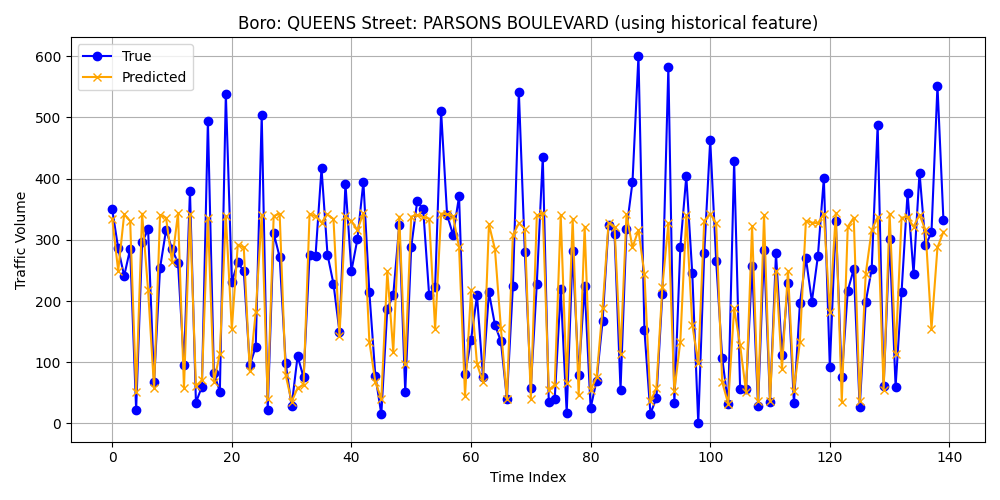 Boro: QUEENS Street: PARSONS BOULEVARD (using historical feature)
True
Predicted
Traffic Volume
600
500
400
300
200
100
0
0 20 40 60 80 100 120 140
Time Index